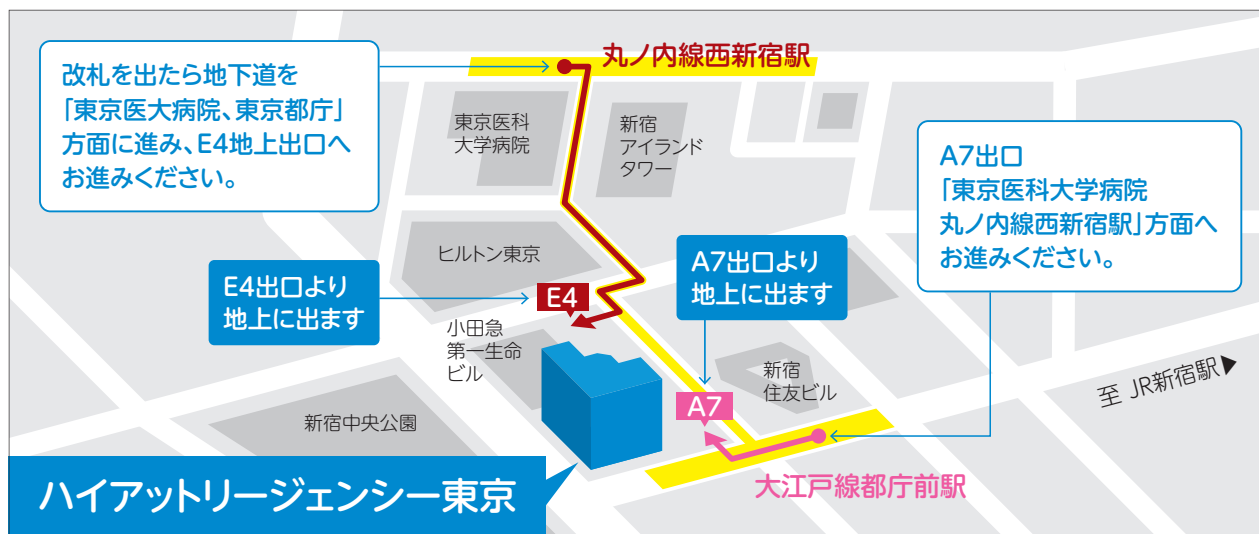 改札を出たら地下道を
「東京医大病院、東京都庁」
方面に進み、E4地上出口へ
お進みください。
丸ノ内線西新宿駅
東京医科
大学病院
新宿
アイランド
タワー
A7出口
「東京医科大学病院
丸ノ内線西新宿駅」方面へ
お進みください。
ヒルトン東京
E4出口より
地上に出ます
E4
A7出口より
地上に出ます
小田急
第一生命
ビル
新宿
住友ビル
至 JR新宿駅▶
A7
新宿中央公園
ハイアットリージェンシー東京
大江戸線都庁前駅